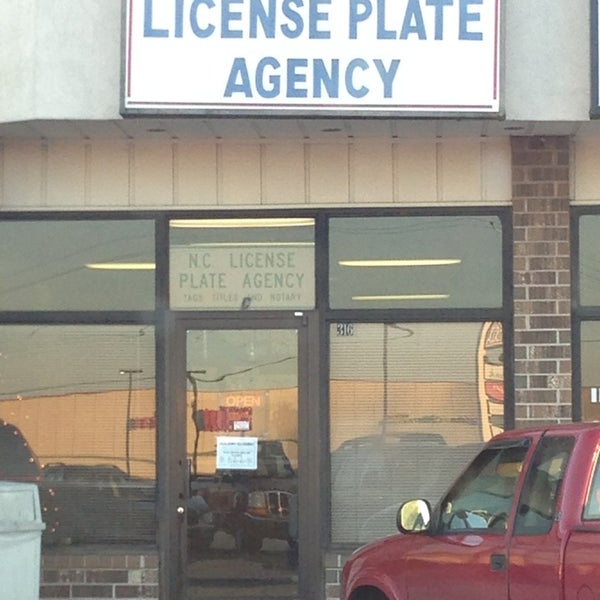 LICENSE PLATE
AGENCY
N.C. LICENSE
PLATE AGENCY
TAGS TITLES AND NOTARY
316
OPEN